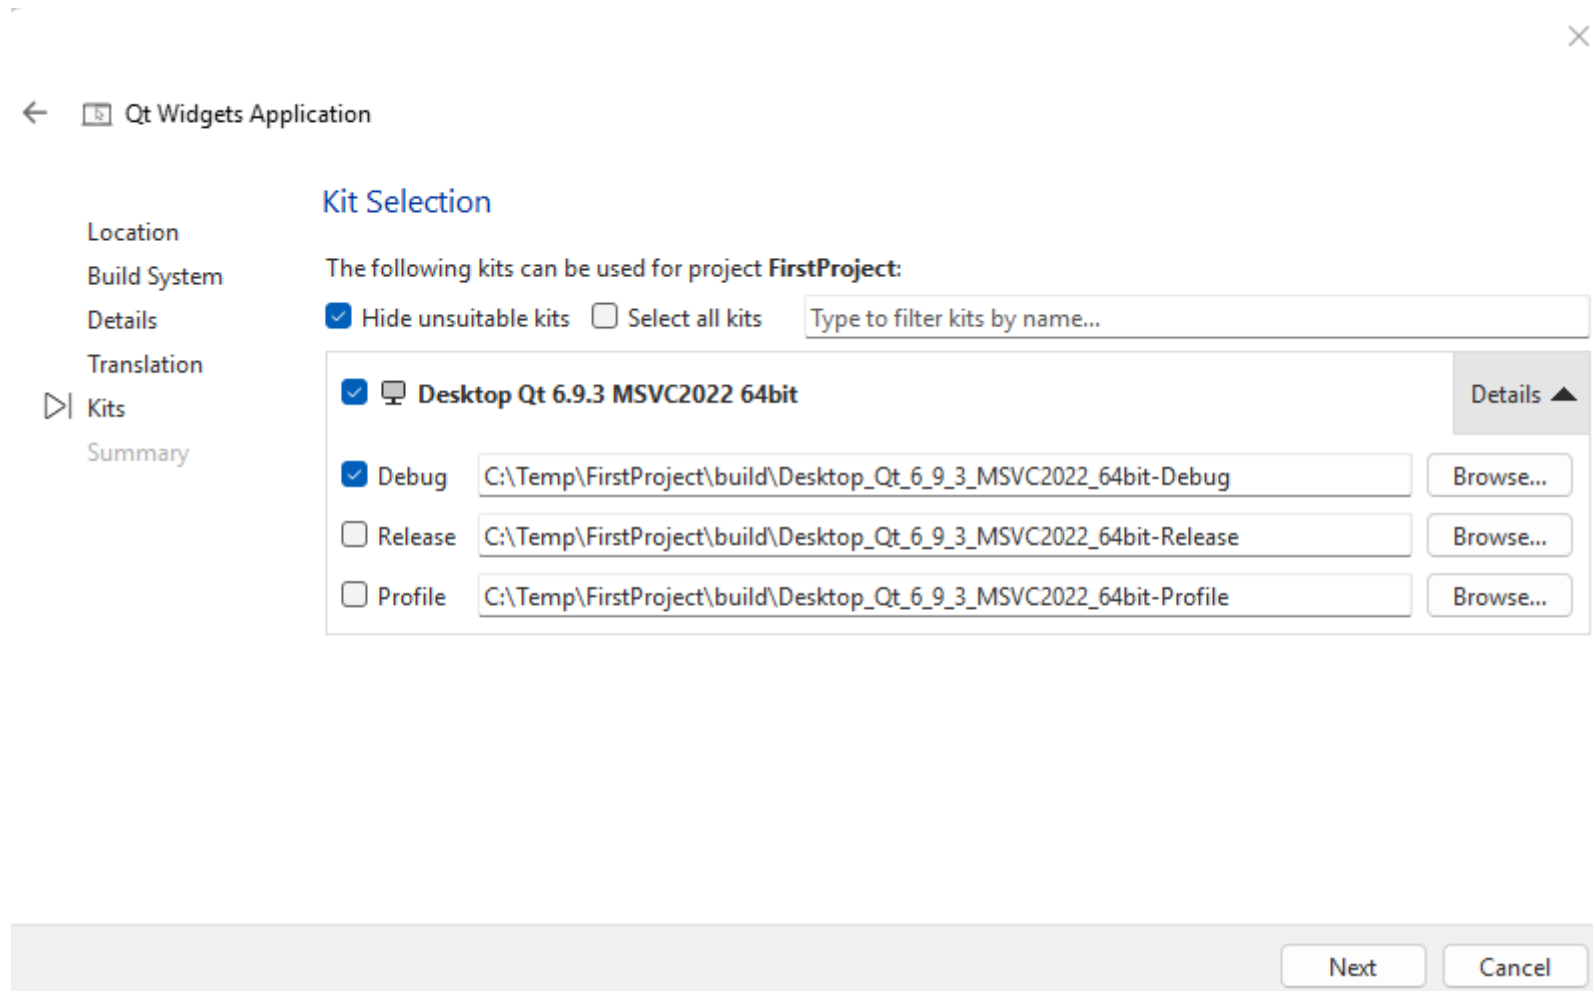 Qt Widgets Application
Location
Build System
Details
Translation
Kits
Summary
Kit Selection
The following kits can be used for project FirstProject:
Hide unsuitable kits Select all kits Type to filter kits by name...
Desktop Qt 6.9.3 MSVC2022 64bit Details
Debug C:\Temp\FirstProject\build\Desktop_Qt_6_9_3_MSVC2022_64bit-Debug Browse...
Release C:\Temp\FirstProject\build\Desktop_Qt_6_9_3_MSVC2022_64bit-Release Browse...
Profile C:\Temp\FirstProject\build\Desktop_Qt_6_9_3_MSVC2022_64bit-Profile Browse...
Next Cancel